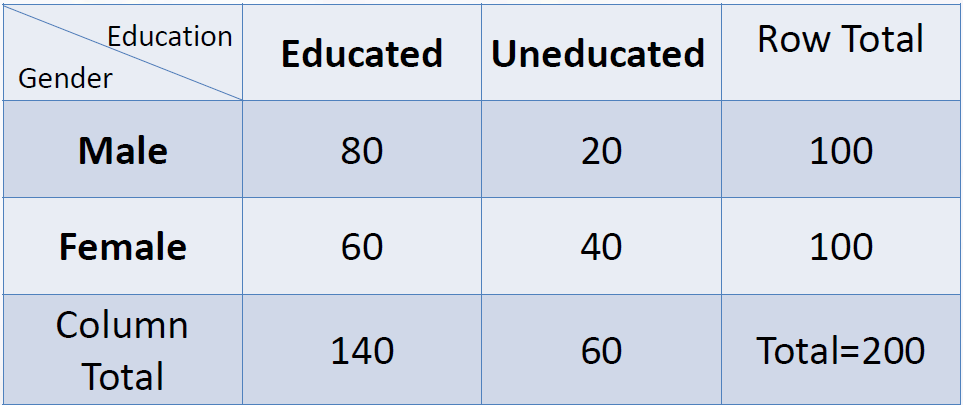 Education
Gender
Educated
Uneducated
Row Total
Male
80
20
100
Female
60
40
100
Column
Total
140
60
Total=200